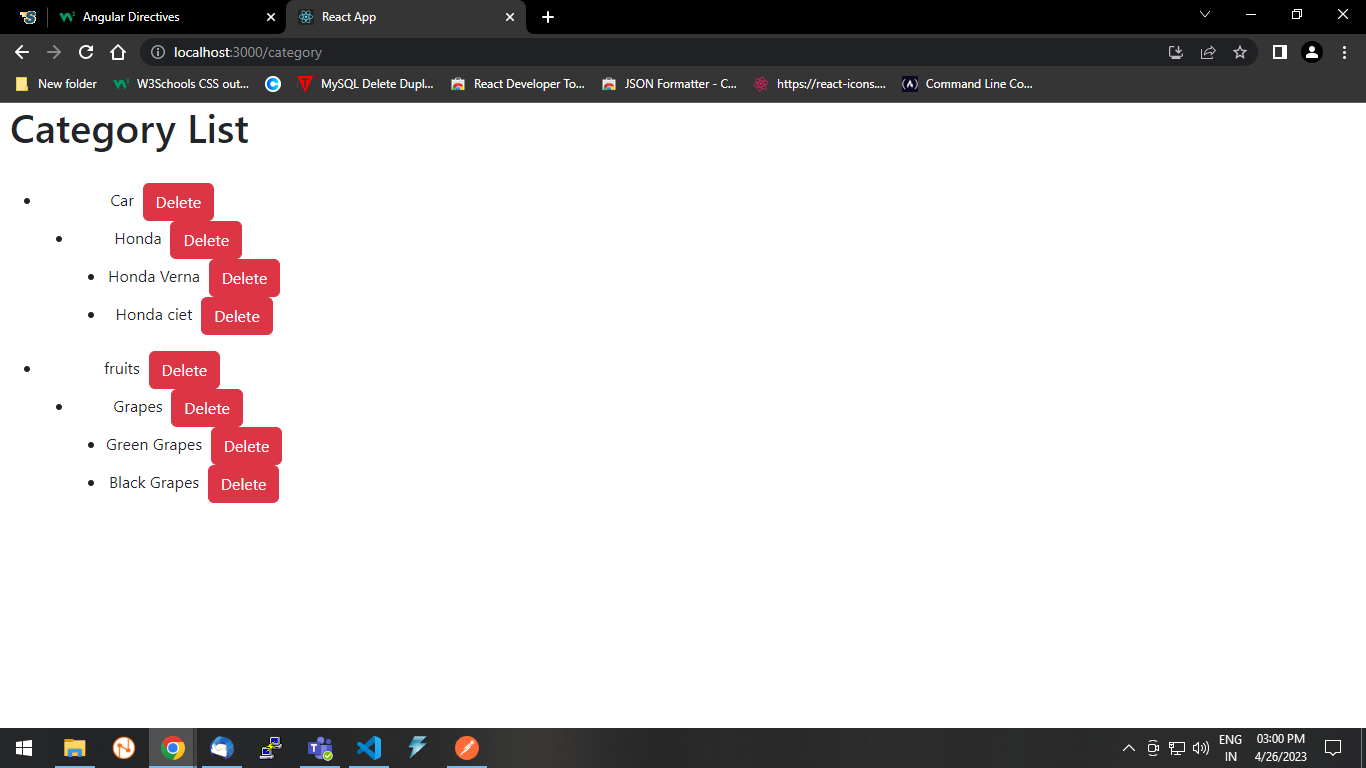 Angular Directives
React App
localhost:3000/category
New folder
W3Schools CSS out...
MySQL Delete Dupl...
React Developer To...
JSON Formatter - C...
https://react-icons....
Command Line Co...
Category List
Car Delete
Honda Delete
Honda Verna Delete
Honda ciet Delete
fruits Delete
Grapes Delete
Green Grapes Delete
Black Grapes Delete
ENG
IN
03:00 PM
4/26/2023